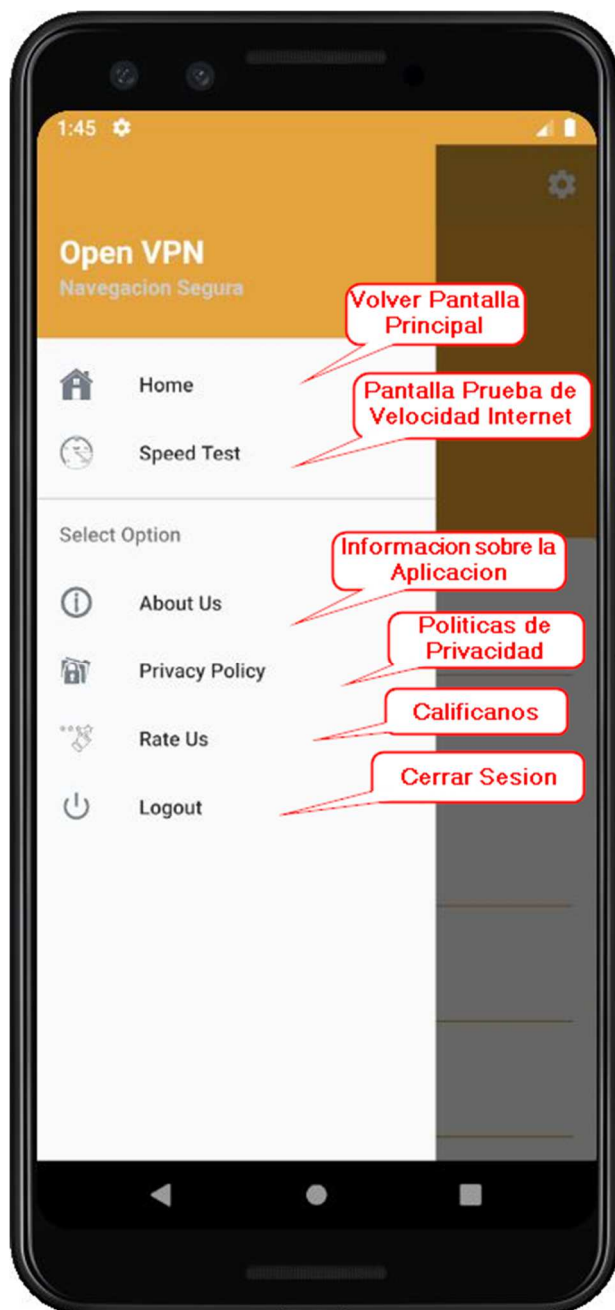 1:45
Open VPN
Navegacion Segura
Volver Pantalla
Principal
Home
Pantalla Prueba de
Velocidad Internet
Speed Test
Select Option
Informacion sobre la
Aplicacion
About Us
Politicas de
Privacidad
Privacy Policy
Calificanos
Rate Us
Cerrar Sesion
Logout